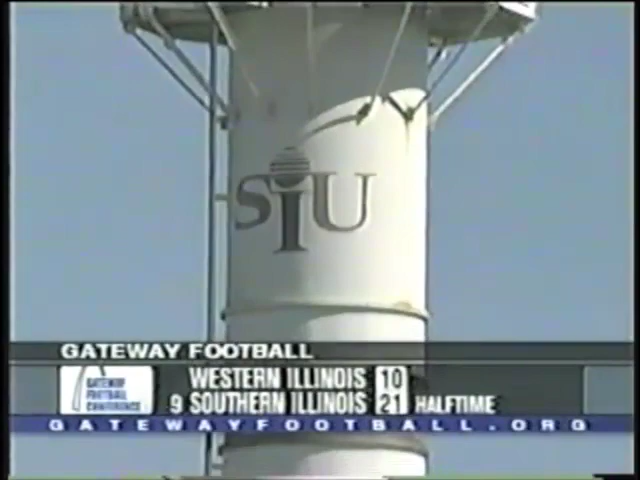 SiU
GATEWAY FOOTBALL
GATEWAY
FOOTBALL
CONFERENCE
WESTERN ILLINOIS 10
9 SOUTHERN ILLINOIS 21 HALFTIME
GATEWAYFOOTBALL.ORG